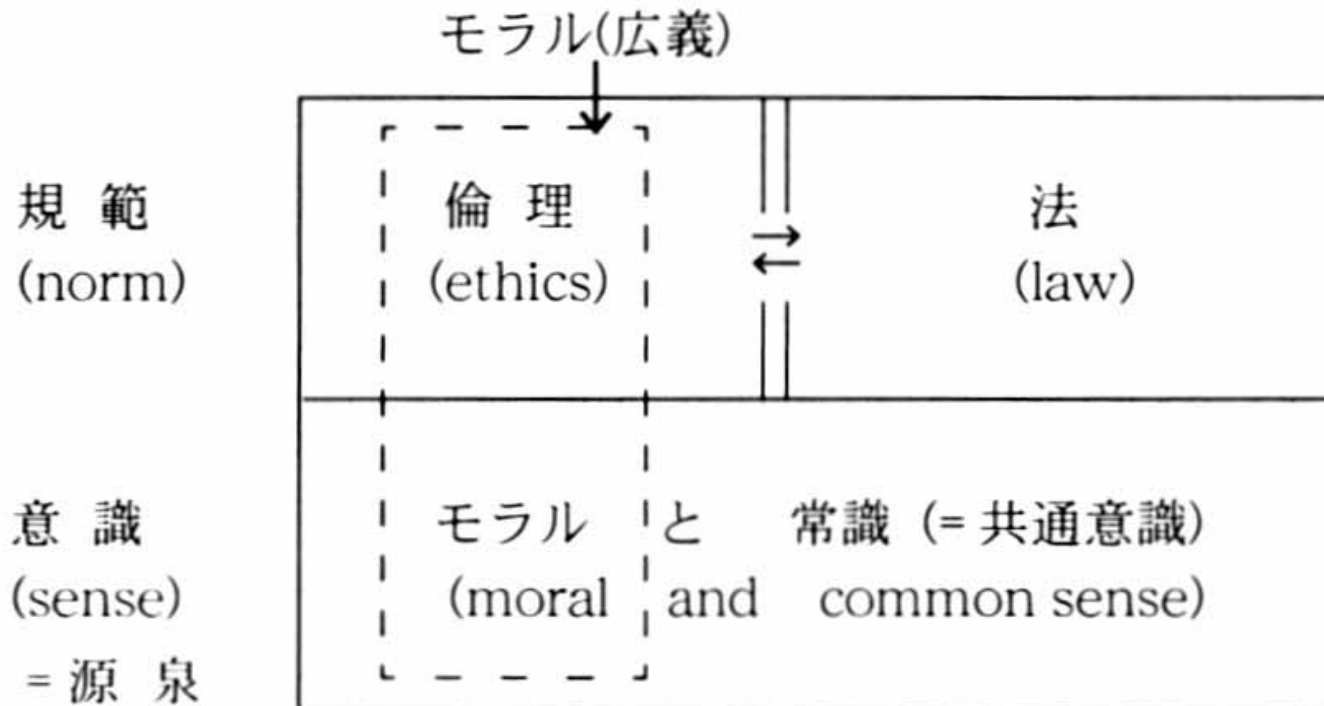 モラル(広義)
規 範 倫 理 法
(norm) (ethics) (law)
意 識 モラル と 常識 (= 共通意識)
(sense) (moral and common sense)
= 源 泉